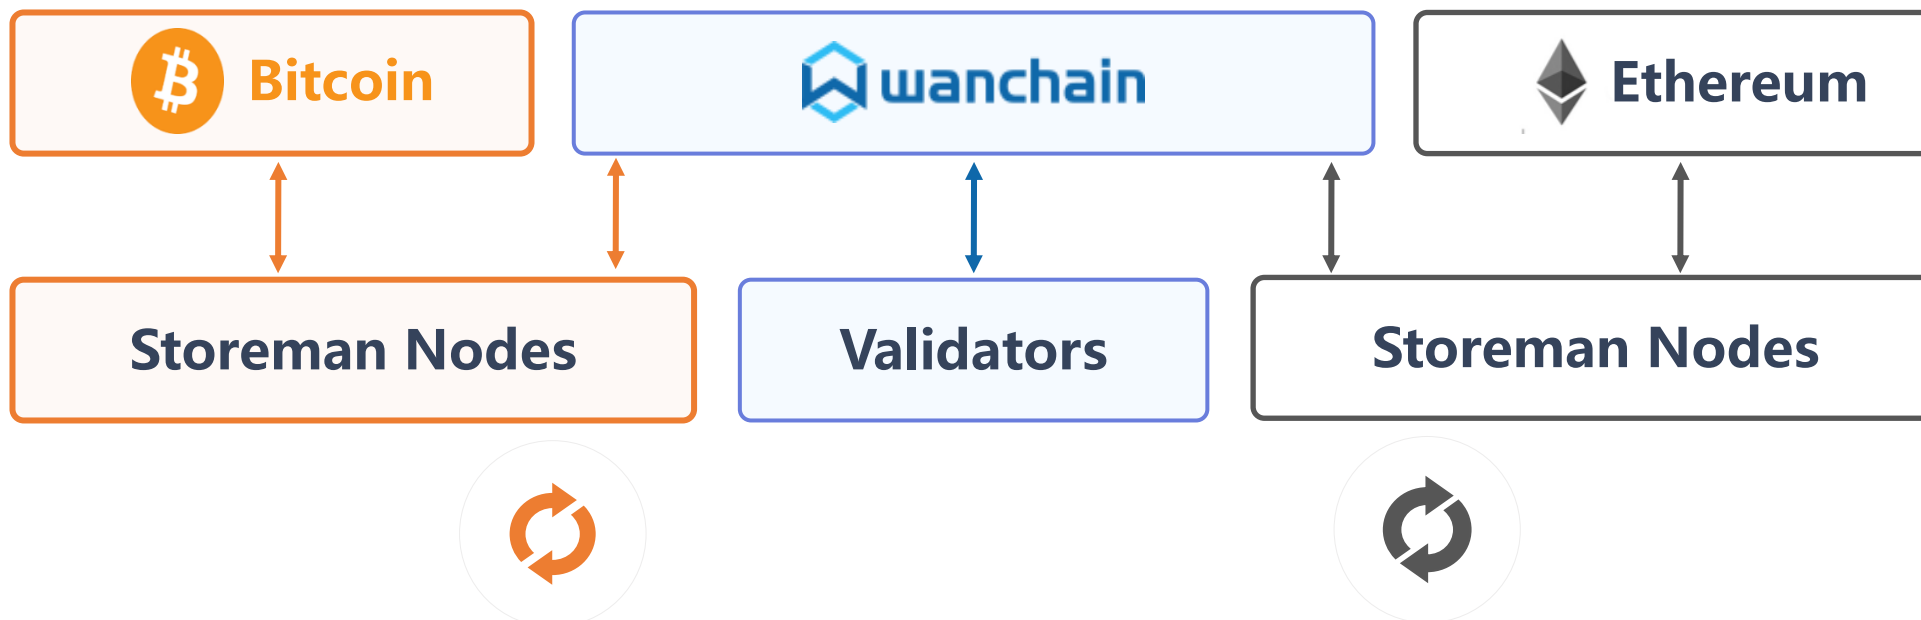 Bitcoin
wanchain
Ethereum
Storeman Nodes
Validators
Storeman Nodes